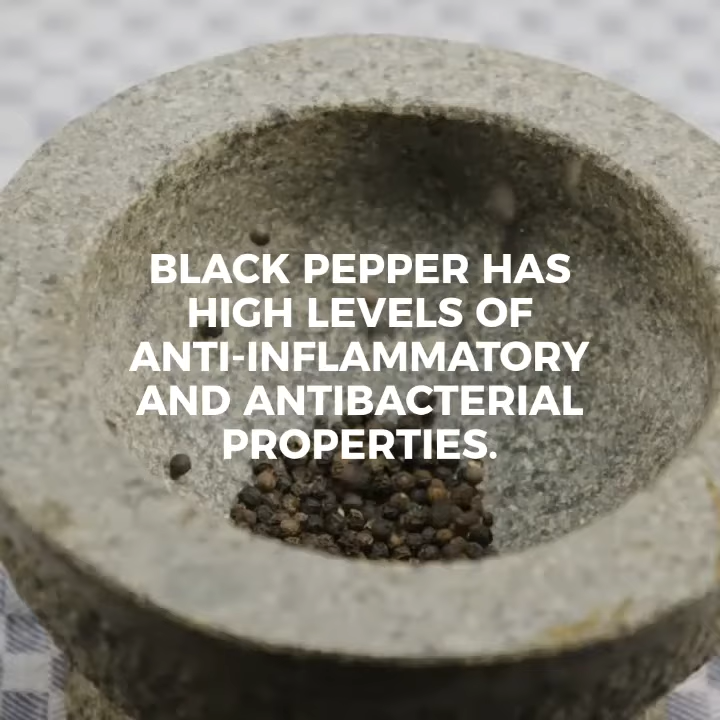 BLACK PEPPER HAS
HIGH LEVELS OF
ANTI-INFLAMMATORY
AND ANTIBACTERIAL
PROPERTIES.